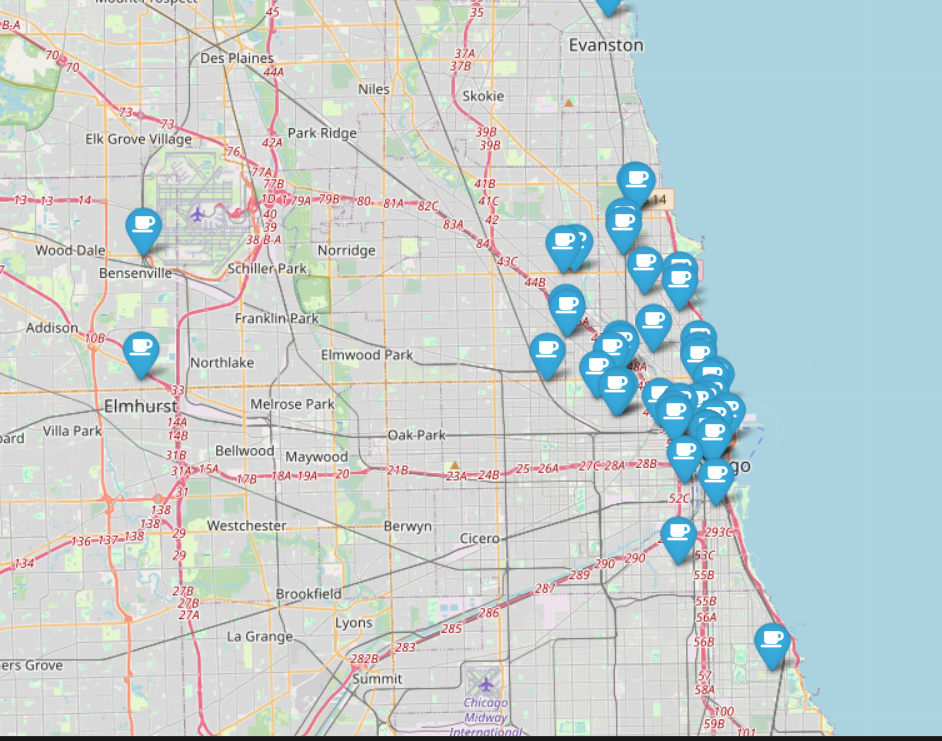 Mount Prospect
45
35
B-A
Evanston
70
70
37A
37B
Des Plaines
44A
Niles
Skokie
73
73
Elk Grove Village
Park Ridge
39B
39B
42A
76
77A
77B
41B
41C
14
13
13
14
1D
79A
79B
80
81A
82C
42
40
39
38 B-A
83A
84
Wood Dale
Norridge
Bensenville
Schiller Park
43C
44B
Addison
Franklin Park
10B
Northlake
Elmwood Park
48A
33
Elmhurst
Melrose Park
14A
14B
Villa Park
Oak Park
Bellwood
Maywood
31B
31A
15A
17B
18A
19A
20
21B
23A
24B
25
26A
27C
28A
28B
go
31
52C
138
138
Westchester
Berwyn
Cicero
136
137
138
29
29
293C
134
290
290
53C
289
55B
27B
27B
27A
Brookfield
287
286
55B
56A
Lyons
285
La Grange
56B
283
ers Grove
282B
Summit
57
58A
Chicago
Midway
International
100
59B
101